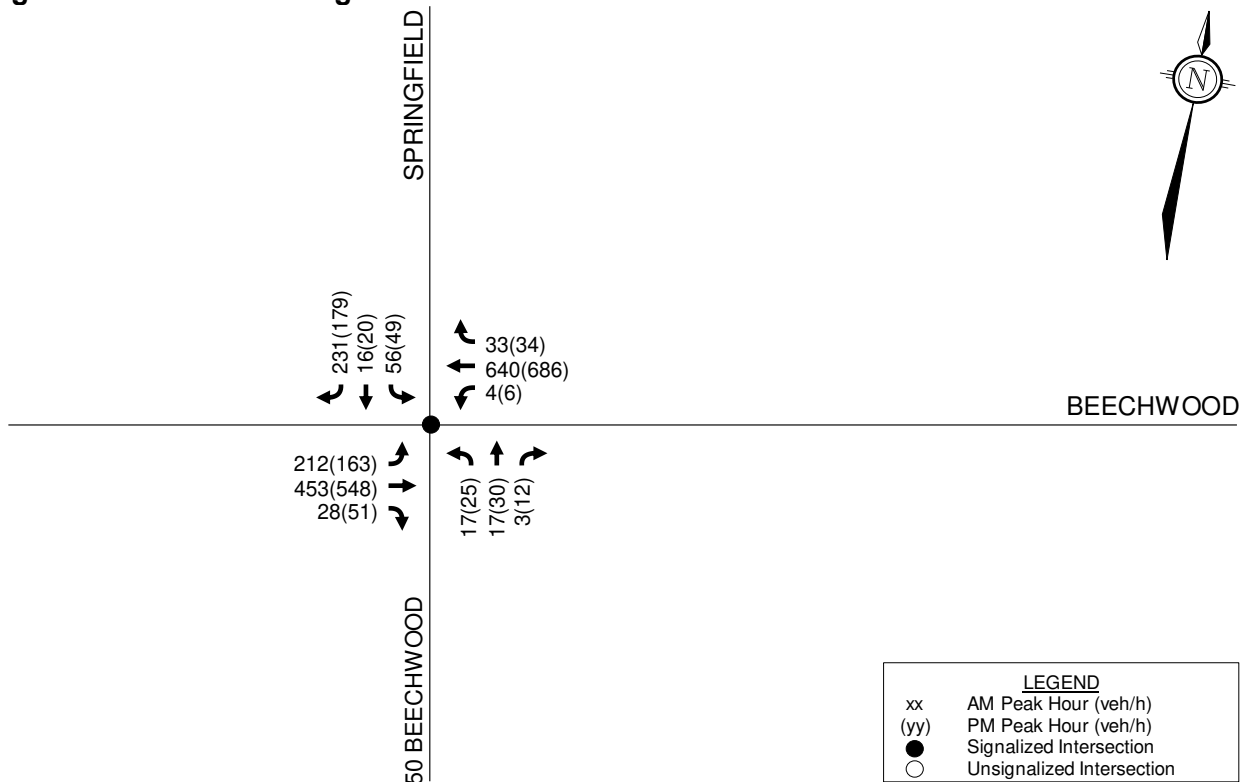 SPRINGFIELD
N
231(179)
16(20)
56(49)
33(34)
640(686)
4(6)
BEECHWOOD
212(163)
453(548)
28(51)
17(25)
17(30)
3(12)
50 BEECHWOOD
LEGEND
xx AM Peak Hour (veh/h)
(yy) PM Peak Hour (veh/h)
Signalized Intersection
Unsignalized Intersection